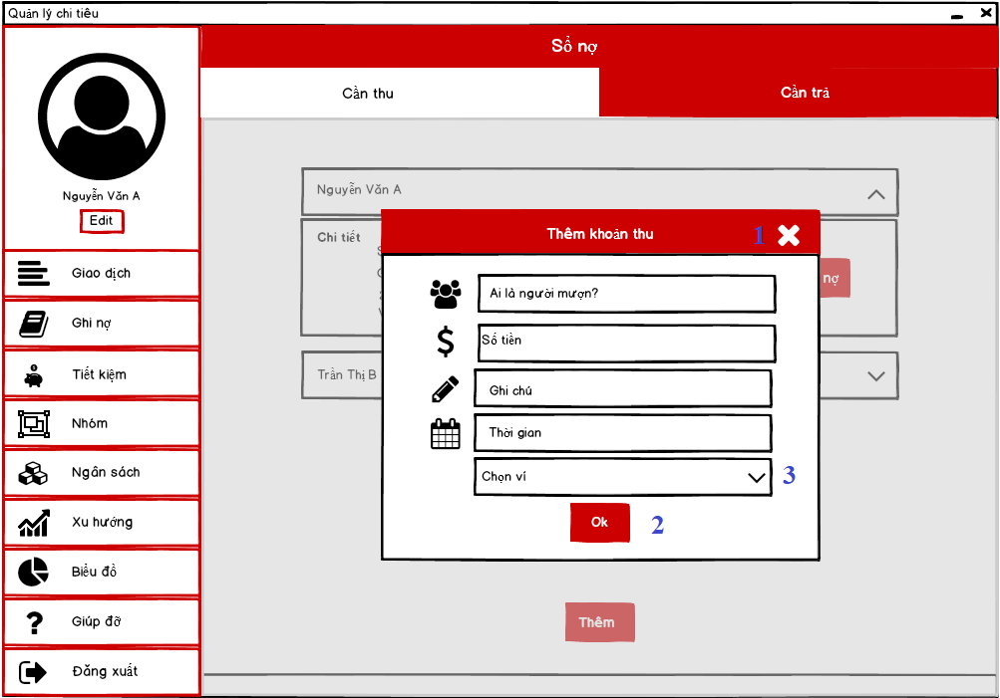 Quản lý chi tiêu
Nguyễn Văn A
Edit
Giao dịch
Ghi nợ
Tiết kiệm
Nhóm
Ngân sách
Xu hướng
Biểu đồ
Giúp đỡ
Đăng xuất
Sổ nợ
Cần thu
Cần trả
Nguyễn Văn A
Chi tiết
nợ
Trần Thị B
Thêm khoản thu
1
Ai là người mượn?
Số tiền
Ghi chú
Thời gian
Chọn ví
3
Ok
2
Thêm